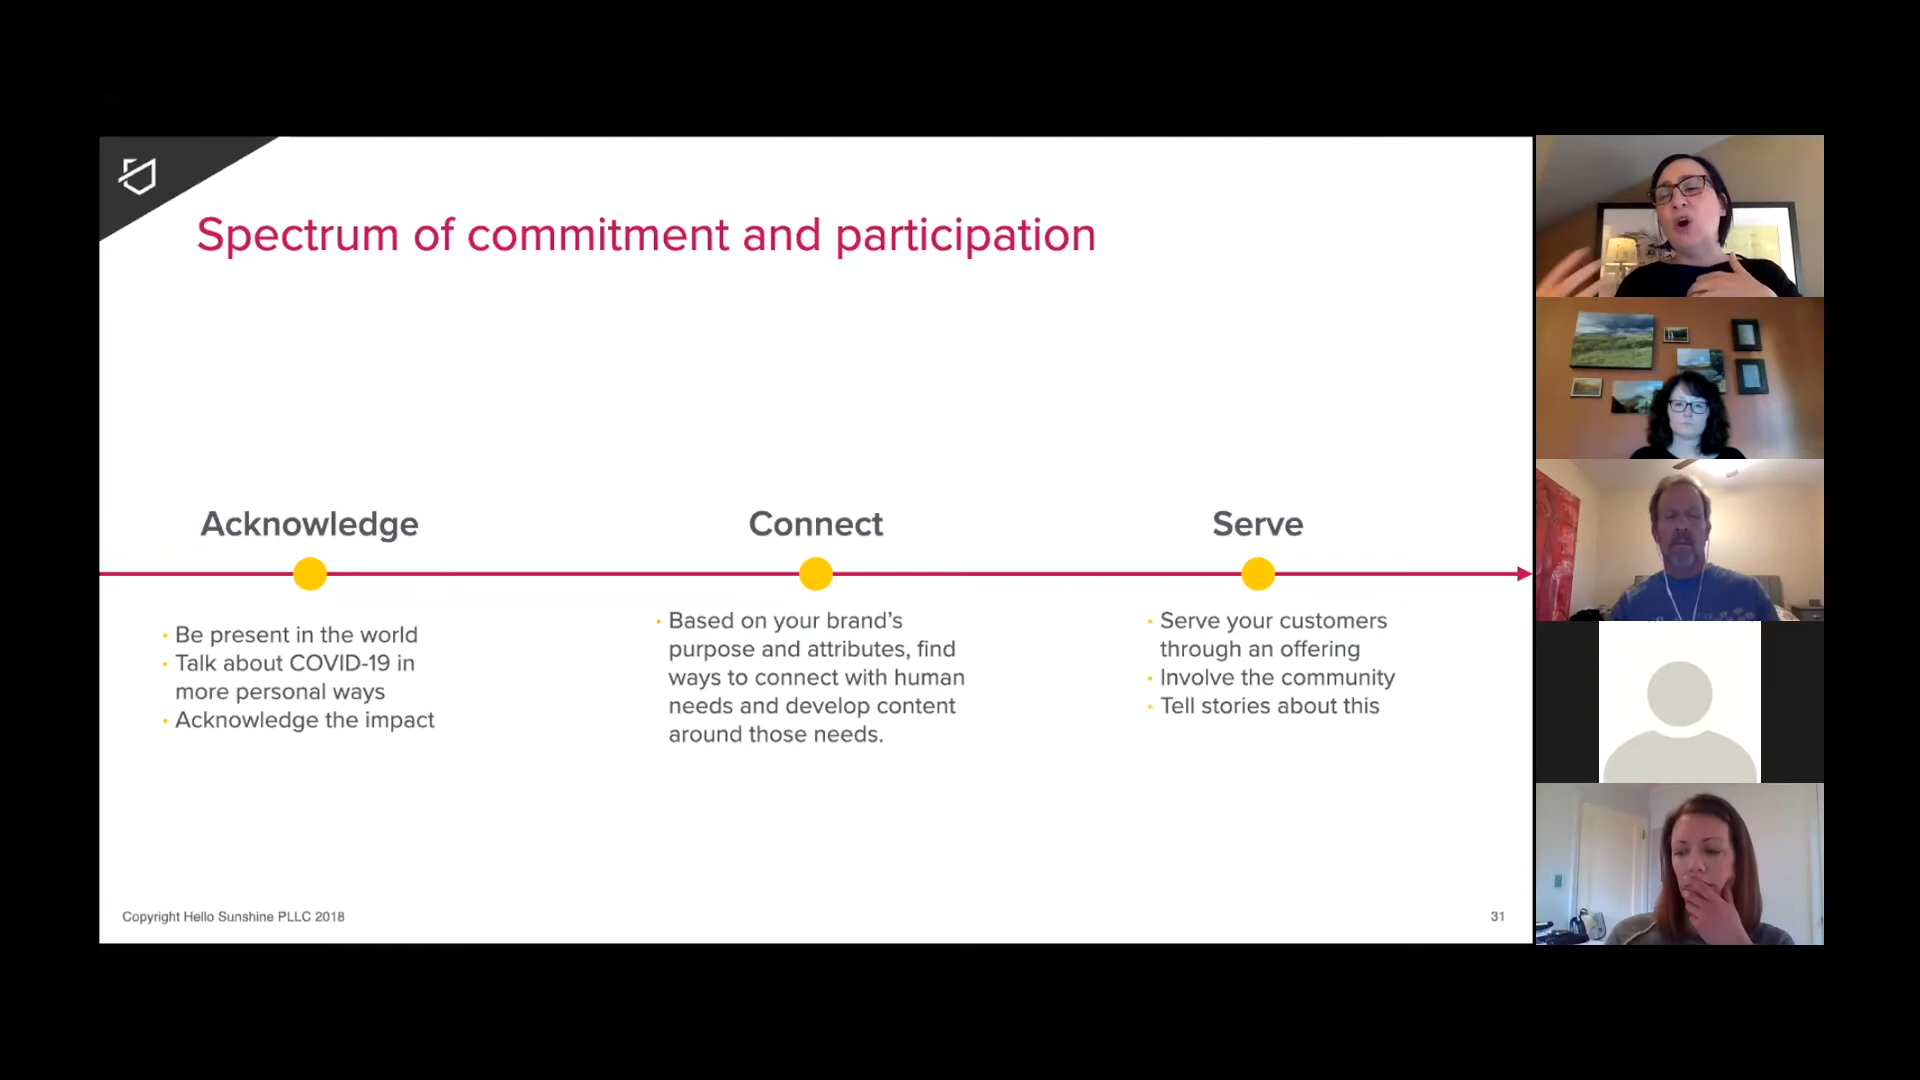 Spectrum of commitment and participation
Acknowledge
Connect
Serve
• Be present in the world
• Talk about COVID-19 in
more personal ways
• Acknowledge the impact
• Based on your brand’s
purpose and attributes, find
ways to connect with human
needs and develop content
around those needs.
• Serve your customers
through an offering
• Involve the community
• Tell stories about this
Copyright Hello Sunshine PLLC 2018
31